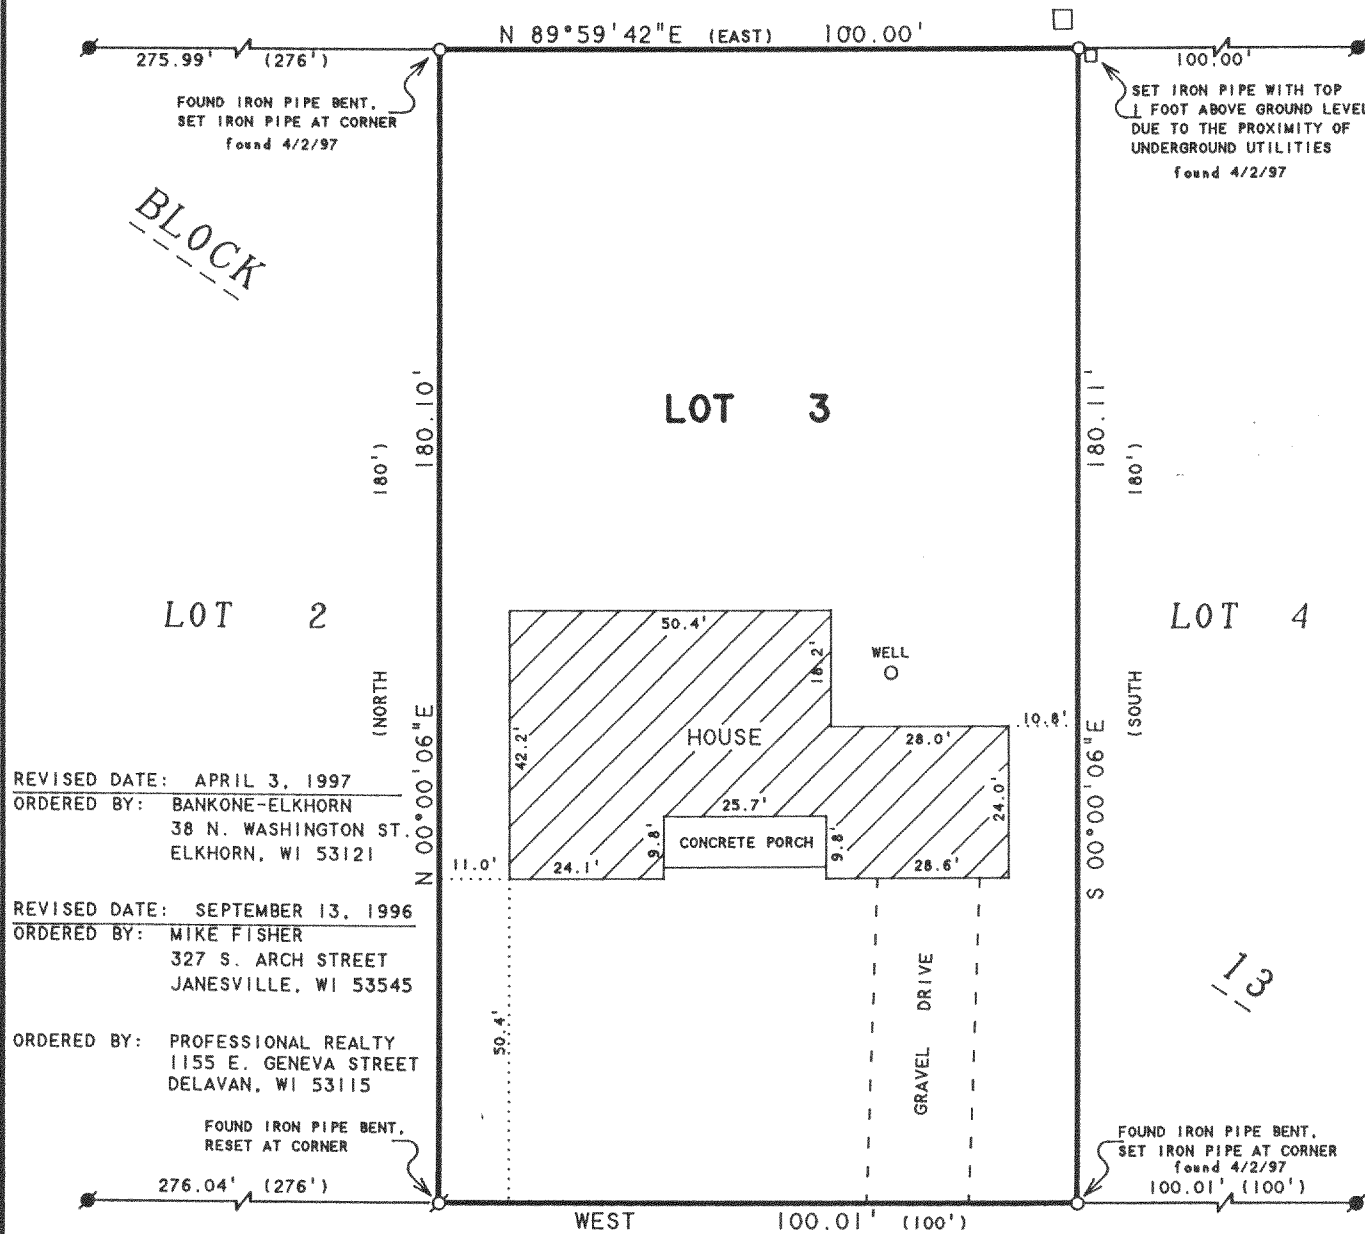 N 89°59'42"E (EAST) 100.00'
275.99' (276')
100.00'
FOUND IRON PIPE BENT,
SET IRON PIPE AT CORNER
found 4/2/97
SET IRON PIPE WITH TOP
1 FOOT ABOVE GROUND LEVEL
DUE TO THE PROXIMITY OF
UNDERGROUND UTILITIES
found 4/2/97
BLOCK
LOT 3
N 00°00'06"E 180.10'
(NORTH 180')
S 00°00'06"E 180.11'
(SOUTH 180')
LOT 2
LOT 4
50.4'
18.2'
WELL
HOUSE
42.2'
28.0'
10.8'
24.0'
25.7'
9.8'
CONCRETE PORCH
9.8'
11.0'
24.1'
28.6'
REVISED DATE: APRIL 3, 1997
ORDERED BY: BANKONE-ELKHORN
38 N. WASHINGTON ST.
ELKHORN, WI 53121
REVISED DATE: SEPTEMBER 13, 1996
ORDERED BY: MIKE FISHER
327 S. ARCH STREET
JANESVILLE, WI 53545
ORDERED BY: PROFESSIONAL REALTY
1155 E. GENEVA STREET
DELAVAN, WI 53115
50.4'
GRAVEL DRIVE
13
FOUND IRON PIPE BENT,
RESET AT CORNER
276.04' (276')
FOUND IRON PIPE BENT,
SET IRON PIPE AT CORNER
found 4/2/97
100.01' (100')
WEST 100.01' (100')